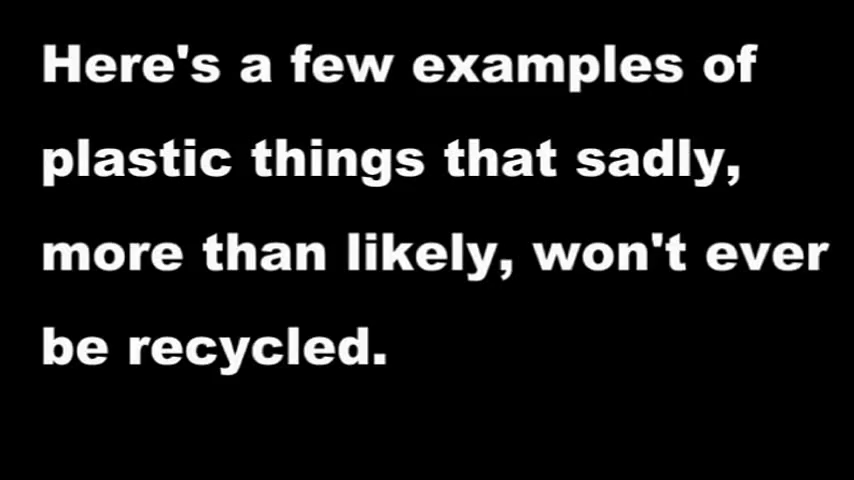 Here's a few examples of
plastic things that sadly,
more than likely, won't ever
be recycled.